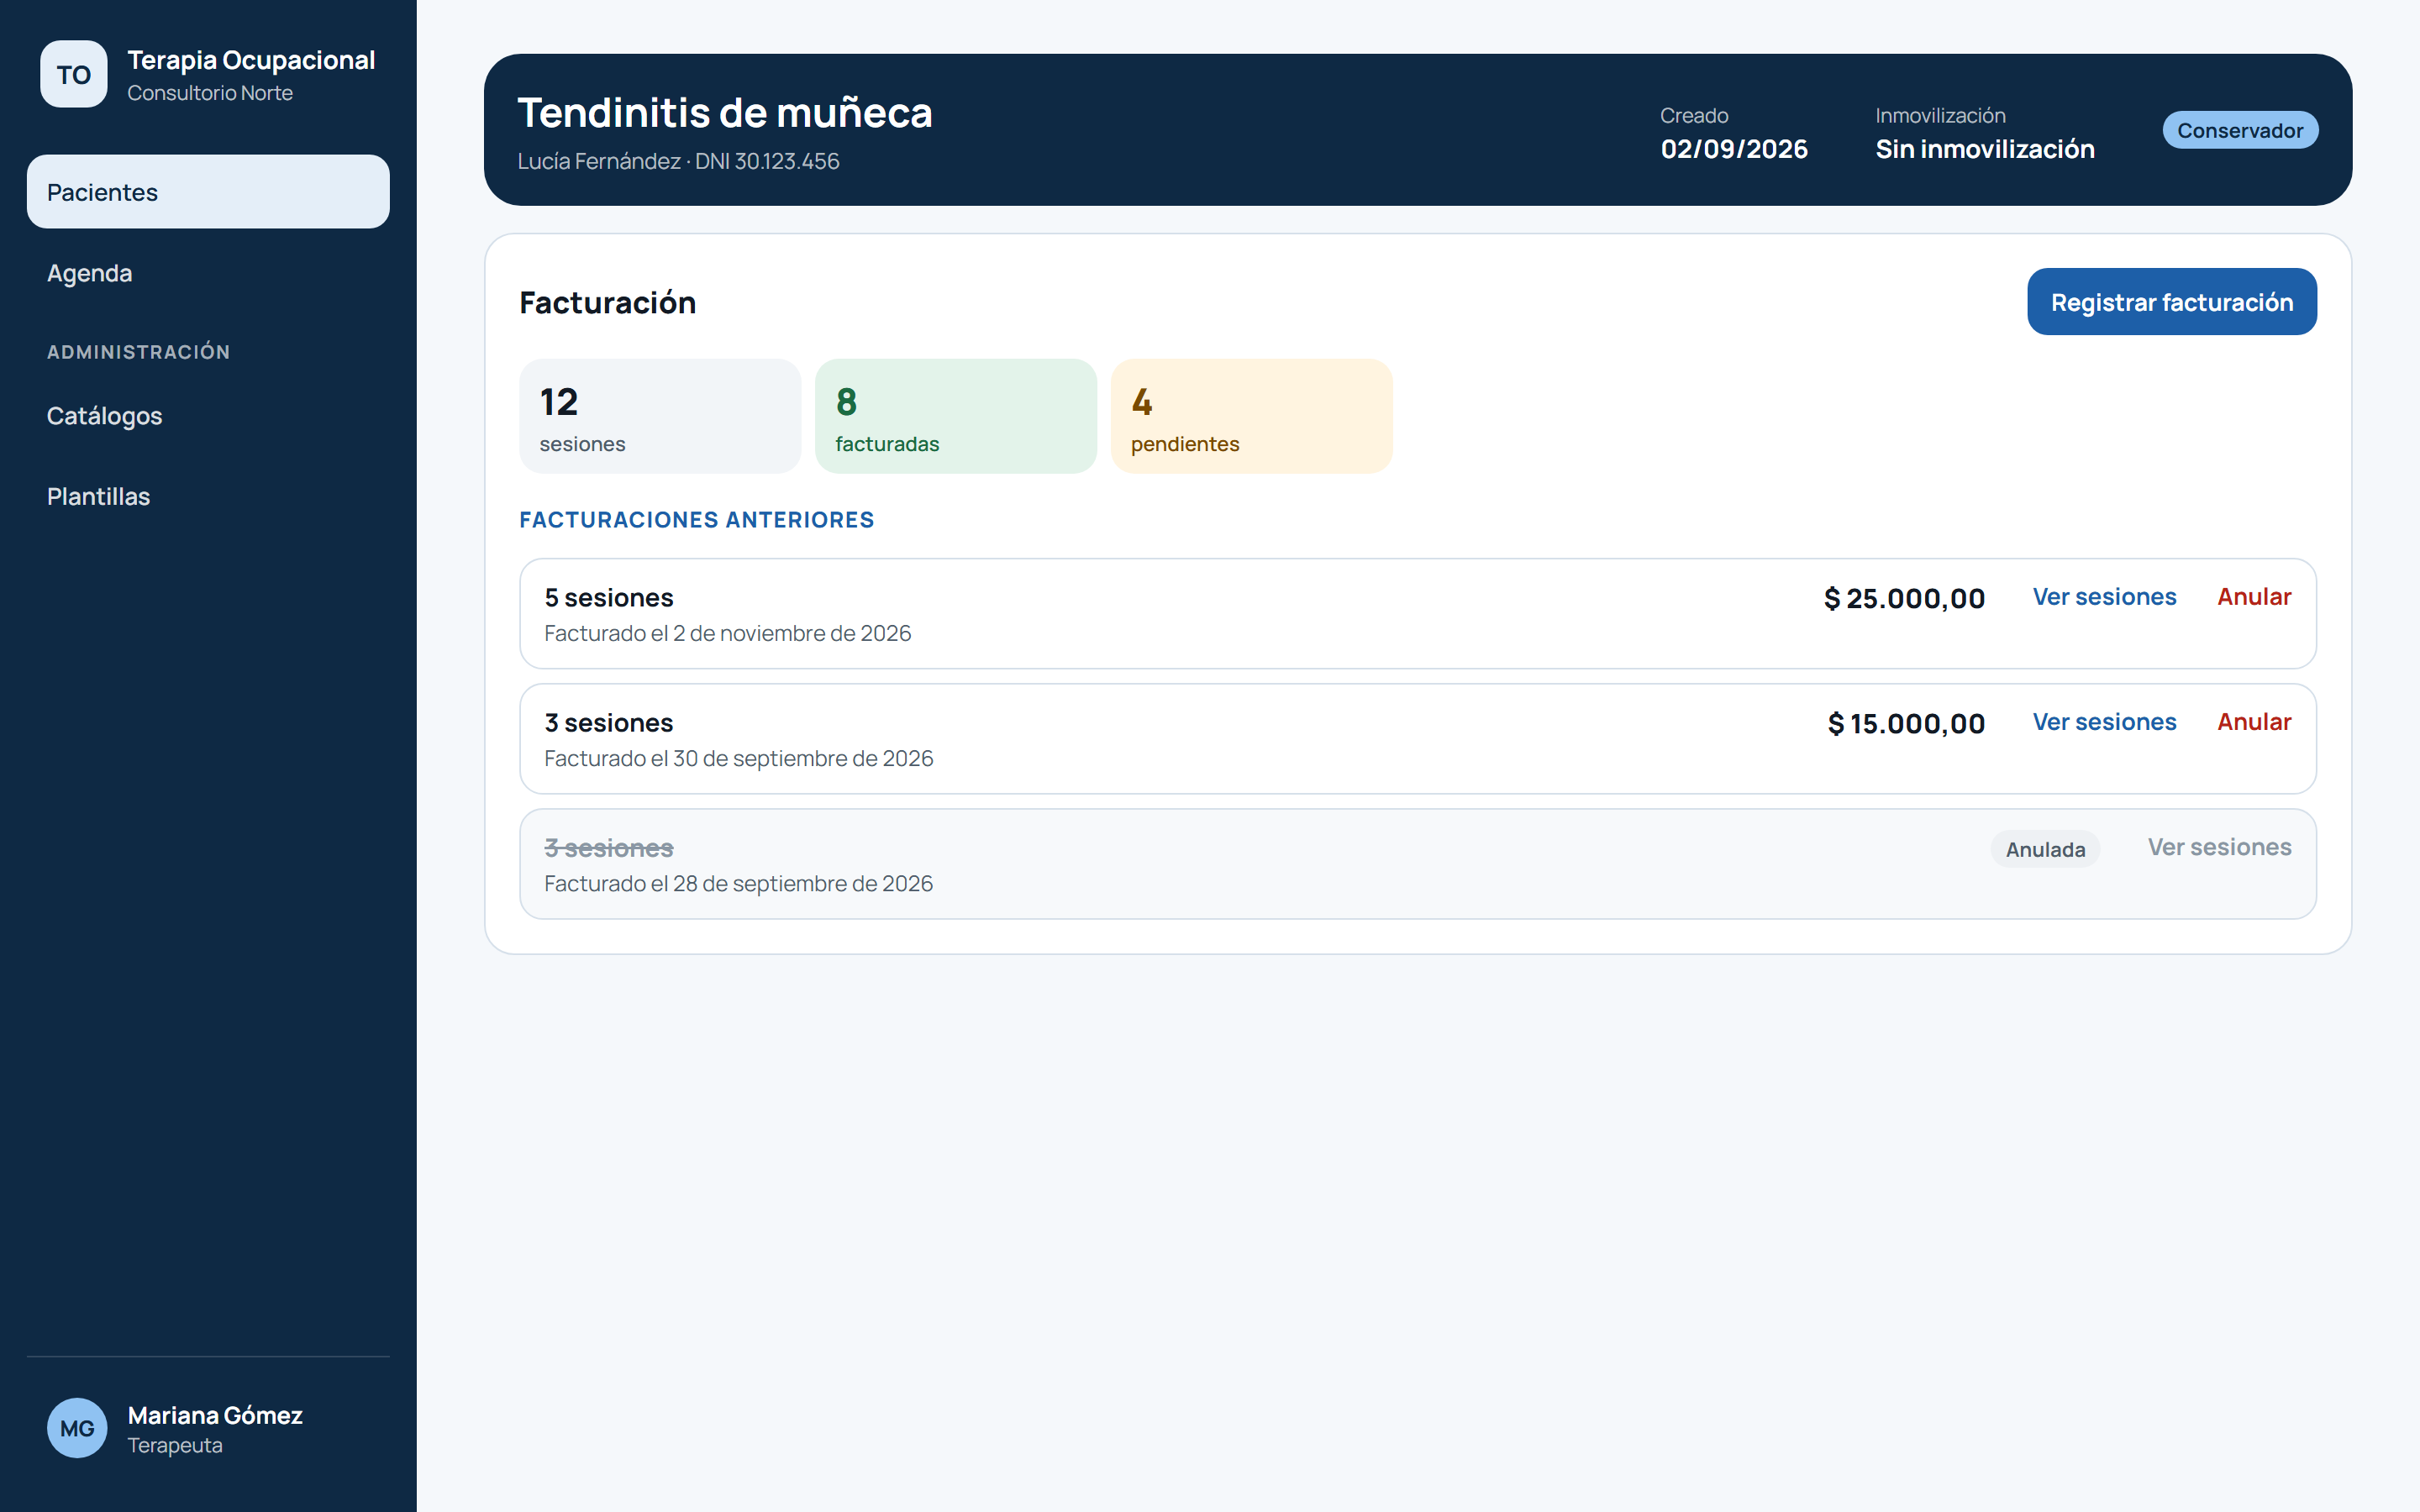 TO
Terapia Ocupacional
Consultorio Norte
Pacientes
Agenda
ADMINISTRACIÓN
Catálogos
Plantillas
MG
Mariana Gómez
Terapeuta
Tendinitis de muñeca
Lucía Fernández · DNI 30.123.456
Creado
02/09/2026
Inmovilización
Sin inmovilización
Conservador
Facturación
Registrar facturación
12
sesiones
8
facturadas
4
pendientes
FACTURACIONES ANTERIORES
5 sesiones
Facturado el 2 de noviembre de 2026
$ 25.000,00
Ver sesiones
Anular
3 sesiones
Facturado el 30 de septiembre de 2026
$ 15.000,00
Ver sesiones
Anular
3 sesiones
Facturado el 28 de septiembre de 2026
Anulada
Ver sesiones